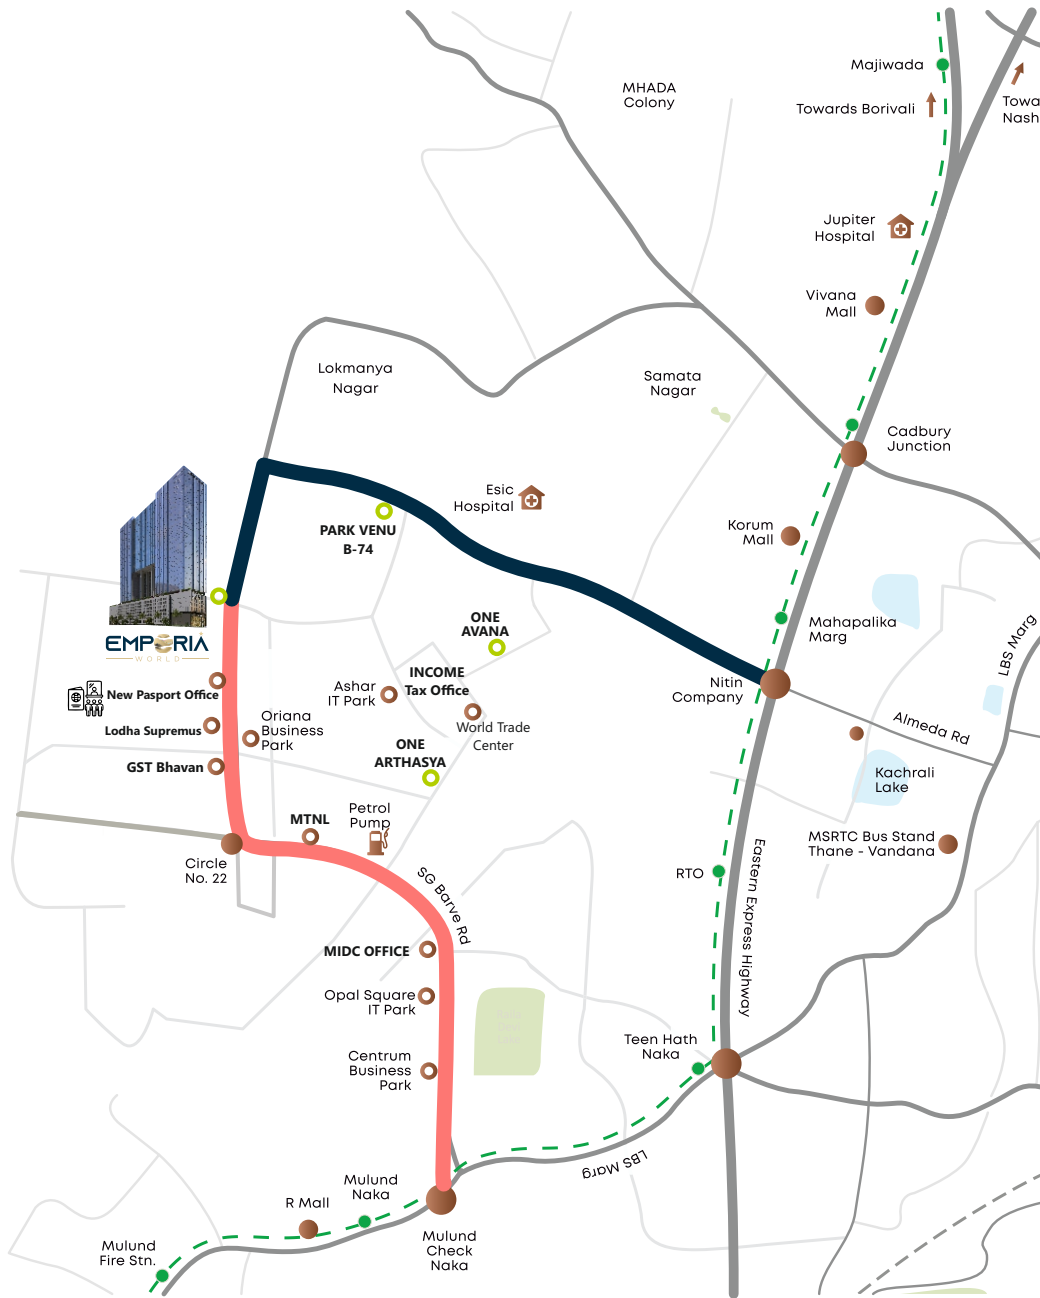 Majiwada
MHADA
Colony
Towards Borivali
Towa
Nash
Jupiter
Hospital
Vivana
Mall
Lokmanya
Nagar
Samata
Nagar
Cadbury
Junction
Esic
Hospital
PARK VENU
B-74
Korum
Mall
ONE
AVANA
Mahapalika
Marg
LBS Marg
EMPORIA
WORLD
INCOME
Tax Office
Nitin
Company
New Pasport Office
Ashar
IT Park
Oriana
Business
Park
Lodha Supremus
World Trade
Center
Almeda Rd
ONE
ARTHASYA
GST Bhavan
Kachrali
Lake
MTNL
Petrol
Pump
MSRTC Bus Stand
Thane - Vandana
Circle
No. 22
RTO
SG Barve Rd
Eastern Express Highway
MIDC OFFICE
Opal Square
IT Park
Teen Hath
Naka
Centrum
Business
Park
LBS Marg
Mulund
Naka
R Mall
Mulund
Check
Naka
Mulund
Fire Stn.